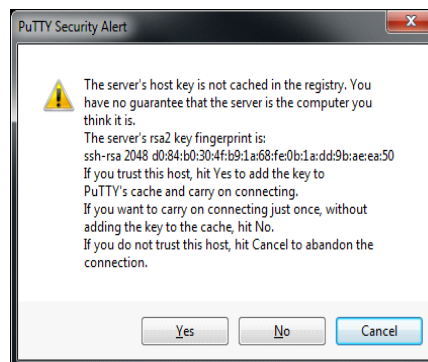 PuTTY Security Alert
The server's host key is not cached in the registry. You
have no guarantee that the server is the computer you
think it is.
The server's rsa2 key fingerprint is:
ssh-rsa 2048 d0:84:b0:30:4f:b9:1a:68:fe:0b:1a:dd:9b:ae:ea:50
If you trust this host, hit Yes to add the key to
PuTTY's cache and carry on connecting.
If you want to carry on connecting just once, without
adding the key to the cache, hit No.
If you do not trust this host, hit Cancel to abandon the
connection.
Yes No Cancel